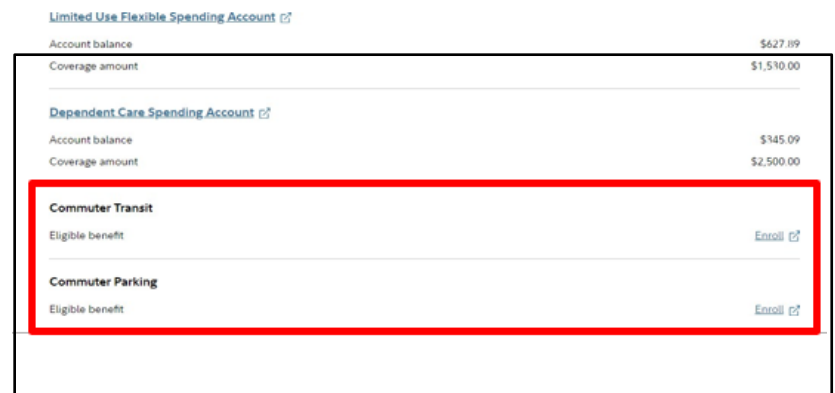 Limited Use Flexible Spending Account
Account balance $627.89
Coverage amount $1,530.00
Dependent Care Spending Account
Account balance $345.09
Coverage amount $2,500.00
Commuter Transit
Eligible benefit Enroll
Commuter Parking
Eligible benefit Enroll